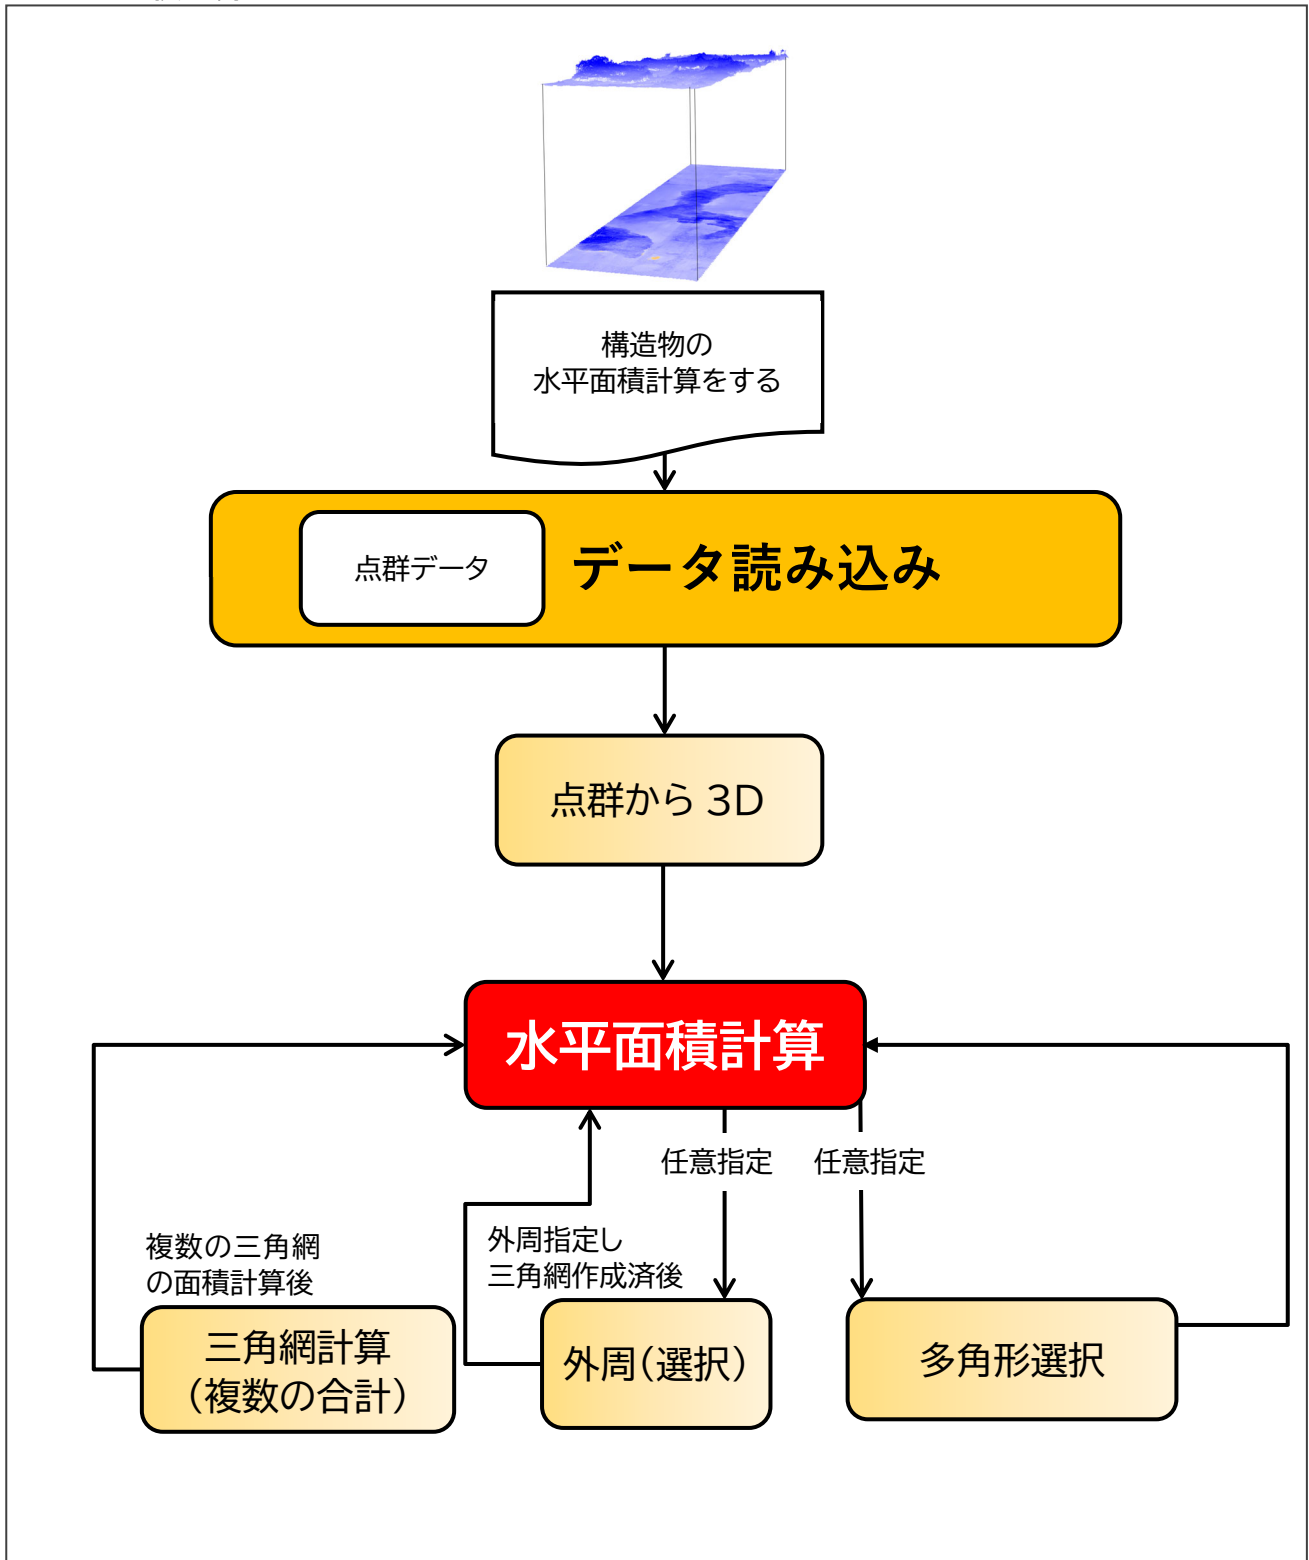 構造物の
水平面積計算をする
点群データ
データ読み込み
点群から 3D
水平面積計算
任意指定
任意指定
複数の三角網
の面積計算後
外周指定し
三角網作成済後
三角網計算
（複数の合計）
外周（選択）
多角形選択